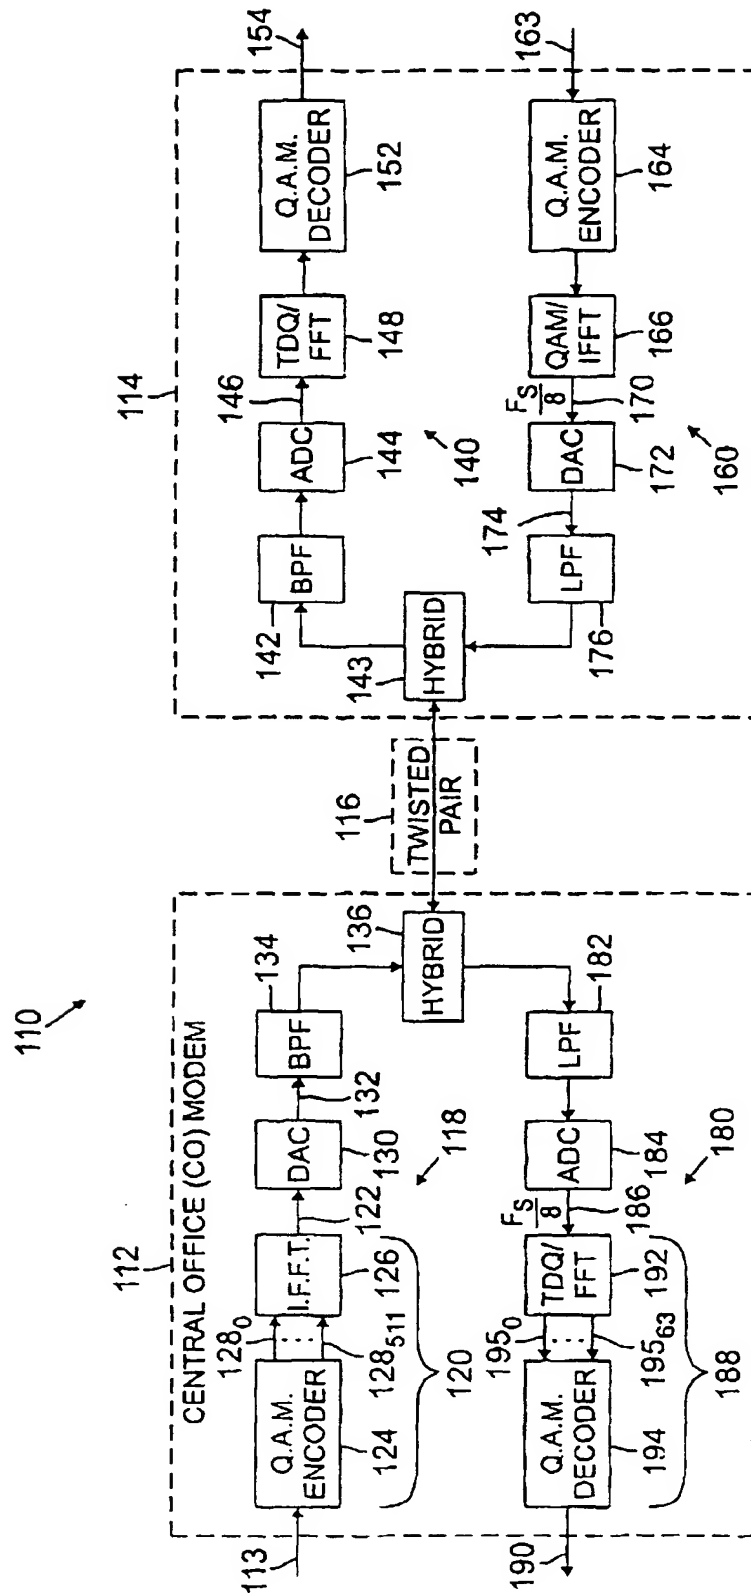 110
112
CENTRAL OFFICE (CO) MODEM
113
Q.A.M.
ENCODER
124
128₀
128₅₁₁
I.F.F.T.
126
120
122
DAC
130
132
BPF
134
118
HYBRID
136
LPF
182
ADC
184
F_S/8
186
180
TDQ/
FFT
192
195₀
195₆₃
Q.A.M.
DECODER
194
188
190
116
TWISTED
PAIR
114
HYBRID
143
BPF
142
ADC
144
146
140
TDQ/
FFT
148
Q.A.M.
DECODER
152
154
163
Q.A.M.
ENCODER
164
QAM/
IFFT
166
F_S/8
170
DAC
172
174
LPF
176
160